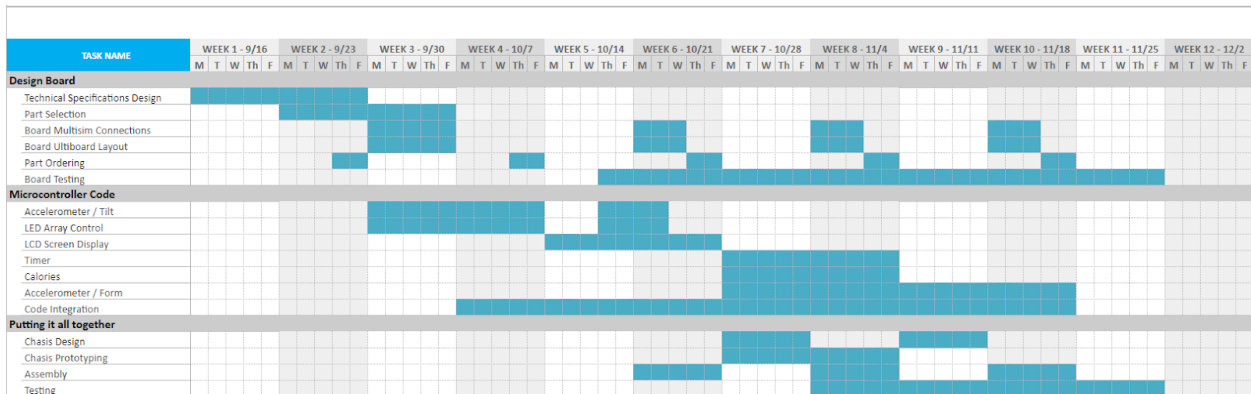 TASK NAME WEEK 1 - 9/16 WEEK 2 - 9/23 WEEK 3 - 9/30 WEEK 4 - 10/7 WEEK 5 - 10/14 WEEK 6 - 10/21 WEEK 7 - 10/28 WEEK 8 - 11/4 WEEK 9 - 11/11 WEEK 10 - 11/18 WEEK 11 - 11/25 WEEK 12 - 12/2
M T W Th F M T W Th F M T W Th F M T W Th F M T W Th F M T W Th F M T W Th F M T W Th F M T W Th F M T W Th F M T W Th F M T W Th F
Design Board
Technical Specifications Design
Part Selection
Board Multisim Connections
Board Ultiboard Layout
Part Ordering
Board Testing
Microcontroller Code
Accelerometer / Tilt
LED Array Control
LCD Screen Display
Timer
Calories
Accelerometer / Form
Code Integration
Putting it all together
Chasis Design
Chasis Prototyping
Assembly
Testing